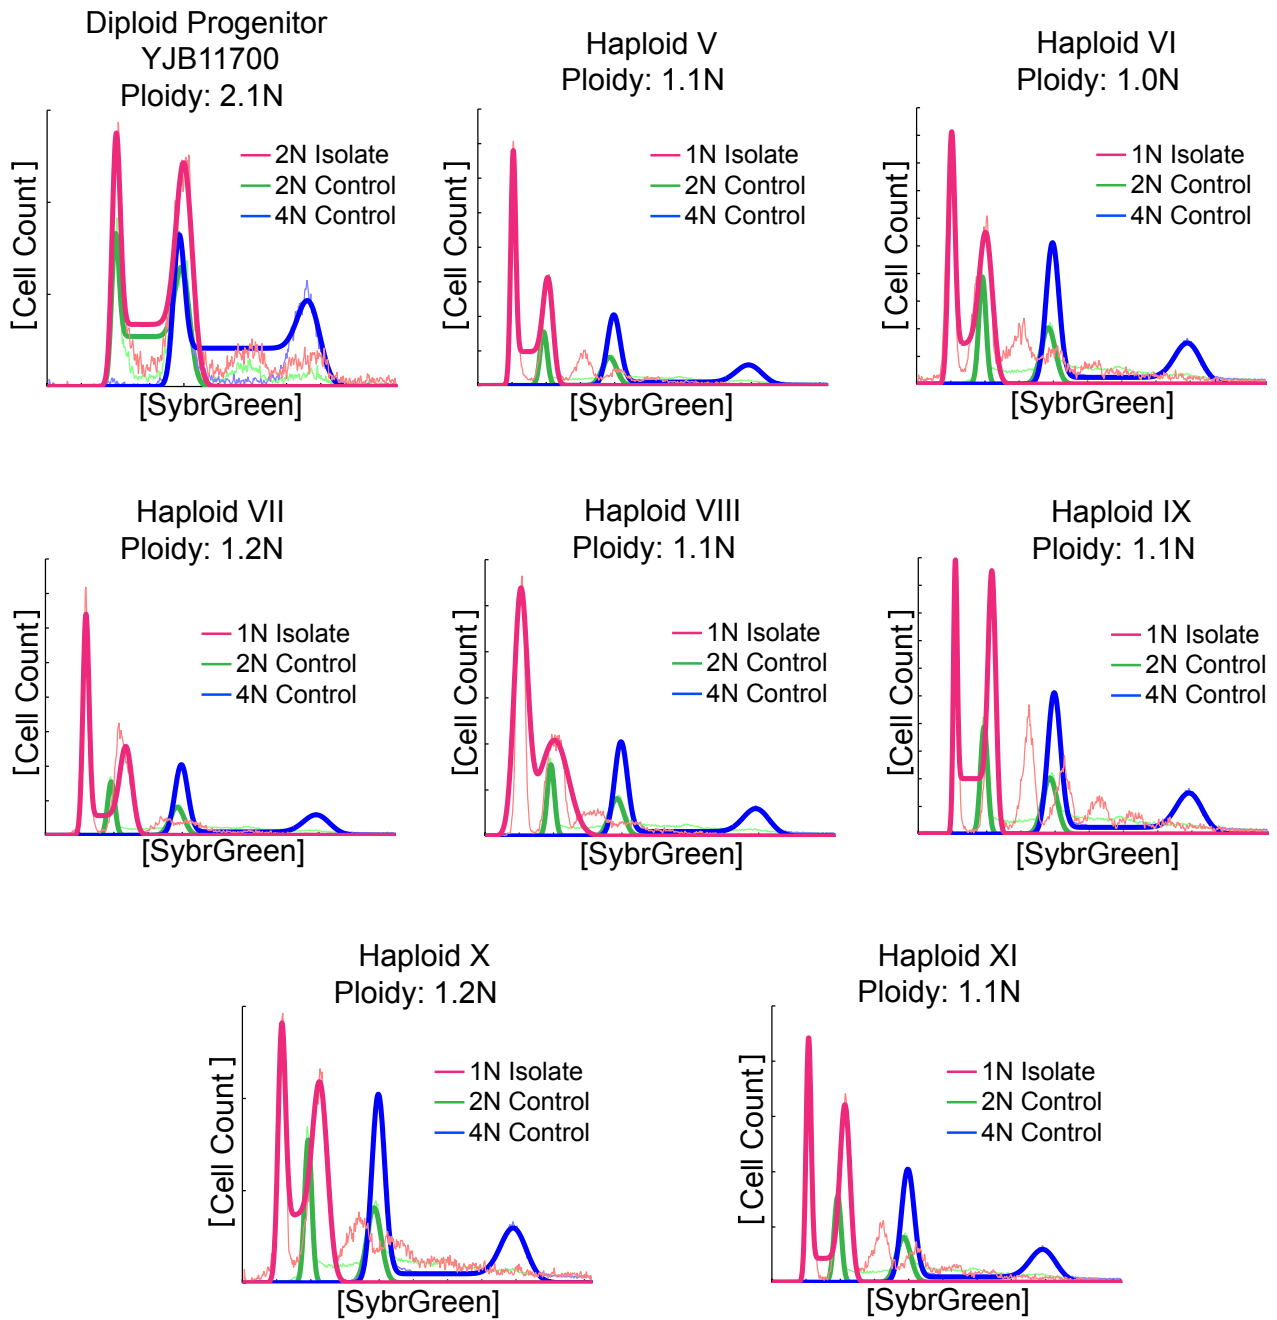 Diploid Progenitor
YJB11700
Ploidy: 2.1N
[Cell Count]
2N Isolate
2N Control
4N Control
[SybrGreen]
Haploid V
Ploidy: 1.1N
[Cell Count]
1N Isolate
2N Control
4N Control
[SybrGreen]
Haploid VI
Ploidy: 1.0N
[Cell Count]
1N Isolate
2N Control
4N Control
[SybrGreen]
Haploid VII
Ploidy: 1.2N
[Cell Count]
1N Isolate
2N Control
4N Control
[SybrGreen]
Haploid VIII
Ploidy: 1.1N
[Cell Count]
1N Isolate
2N Control
4N Control
[SybrGreen]
Haploid IX
Ploidy: 1.1N
[Cell Count]
1N Isolate
2N Control
4N Control
[SybrGreen]
Haploid X
Ploidy: 1.2N
[Cell Count]
1N Isolate
2N Control
4N Control
[SybrGreen]
Haploid XI
Ploidy: 1.1N
[Cell Count]
1N Isolate
2N Control
4N Control
[SybrGreen]